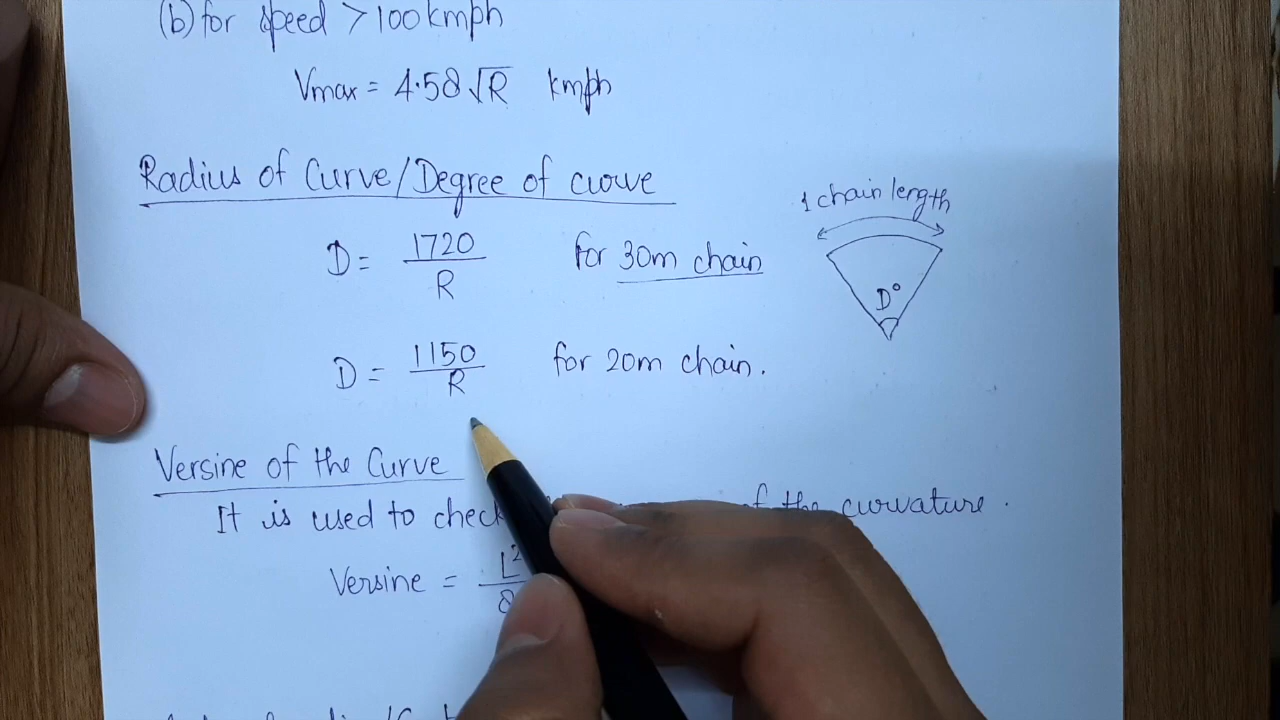 (b) for speed > 100 kmph
Vmax = 4.58 √R kmph
Radius of Curve/Degree of curve
1 chain length
D = 1720/R for 30m chain
D°
D = 1150/R for 20m chain.
Versine of the Curve
It is used to check of the curvature.
Versine = L²/8